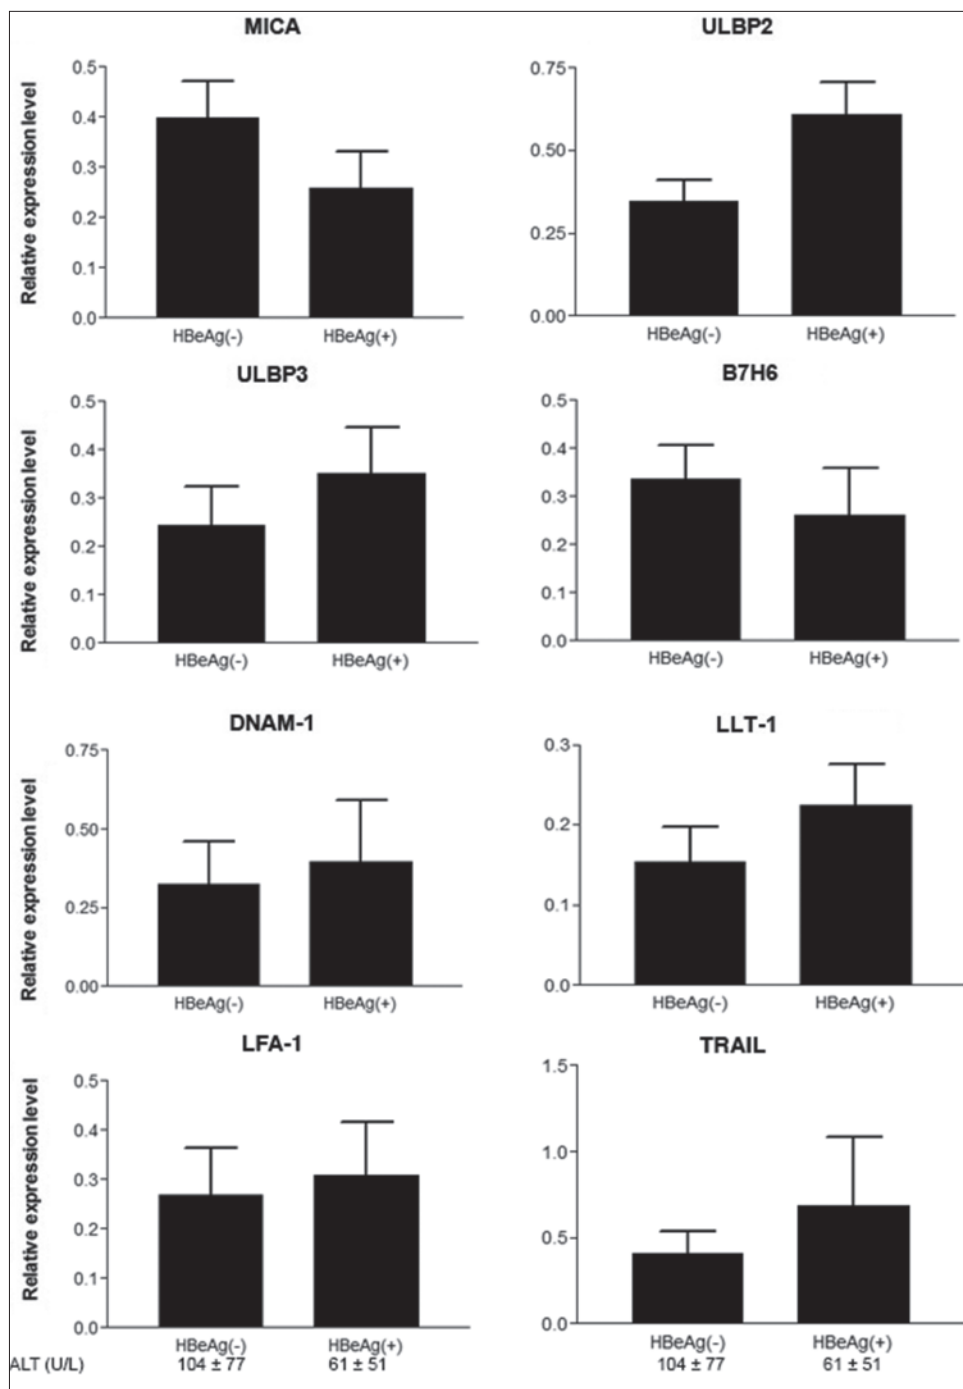 MICA
ULBP2
Relative expression level
0.5
0.4
0.3
0.2
0.1
0.0
HBeAg(-)
HBeAg(+)
0.75
0.50
0.25
0.00
HBeAg(-)
HBeAg(+)
ULBP3
B7H6
Relative expression level
0.5
0.4
0.3
0.2
0.1
0.0
HBeAg(-)
HBeAg(+)
0.5
0.4
0.3
0.2
0.1
0.0
HBeAg(-)
HBeAg(+)
DNAM-1
LLT-1
Relative expression level
0.75
0.50
0.25
0.00
HBeAg(-)
HBeAg(+)
0.3
0.2
0.1
0.0
HBeAg(-)
HBeAg(+)
LFA-1
TRAIL
Relative expression level
0.5
0.4
0.3
0.2
0.1
0.0
HBeAg(-)
HBeAg(+)
1.5
1.0
0.5
0.0
HBeAg(-)
HBeAg(+)
ALT (U/L)
104 ± 77
61 ± 51
104 ± 77
61 ± 51